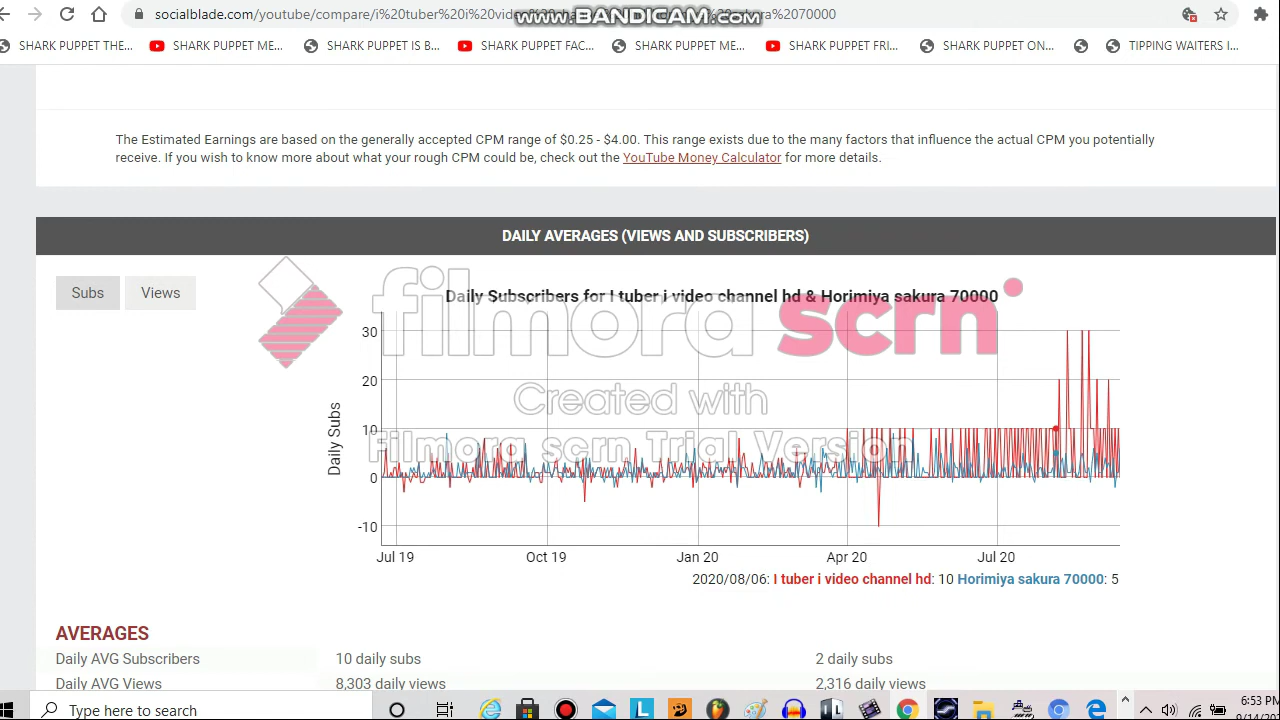 socialblade.com/youtube/compare/i%20tuber%20i%20vide
www.BANDICAM.com
2070000
SHARK PUPPET THE...
SHARK PUPPET ME...
SHARK PUPPET IS B...
SHARK PUPPET FAC...
SHARK PUPPET ME...
SHARK PUPPET FRI...
SHARK PUPPET ON...
TIPPING WAITERS I...
The Estimated Earnings are based on the generally accepted CPM range of $0.25 - $4.00. This range exists due to the many factors that influence the actual CPM you potentially
receive. If you wish to know more about what your rough CPM could be, check out the YouTube Money Calculator for more details.
DAILY AVERAGES (VIEWS AND SUBSCRIBERS)
Subs
Views
Daily Subscribers for I tuber i video channel hd & Horimiya sakura 70000
filmora scrn
Created with
Filmora scrn Trial Version
Daily Subs
30
20
10
0
-10
Jul 19
Oct 19
Jan 20
Apr 20
Jul 20
2020/08/06: I tuber i video channel hd: 10 Horimiya sakura 70000: 5
AVERAGES
Daily AVG Subscribers
10 daily subs
2 daily subs
Daily AVG Views
8,303 daily views
2,316 daily views
Type here to search
6:53 PM